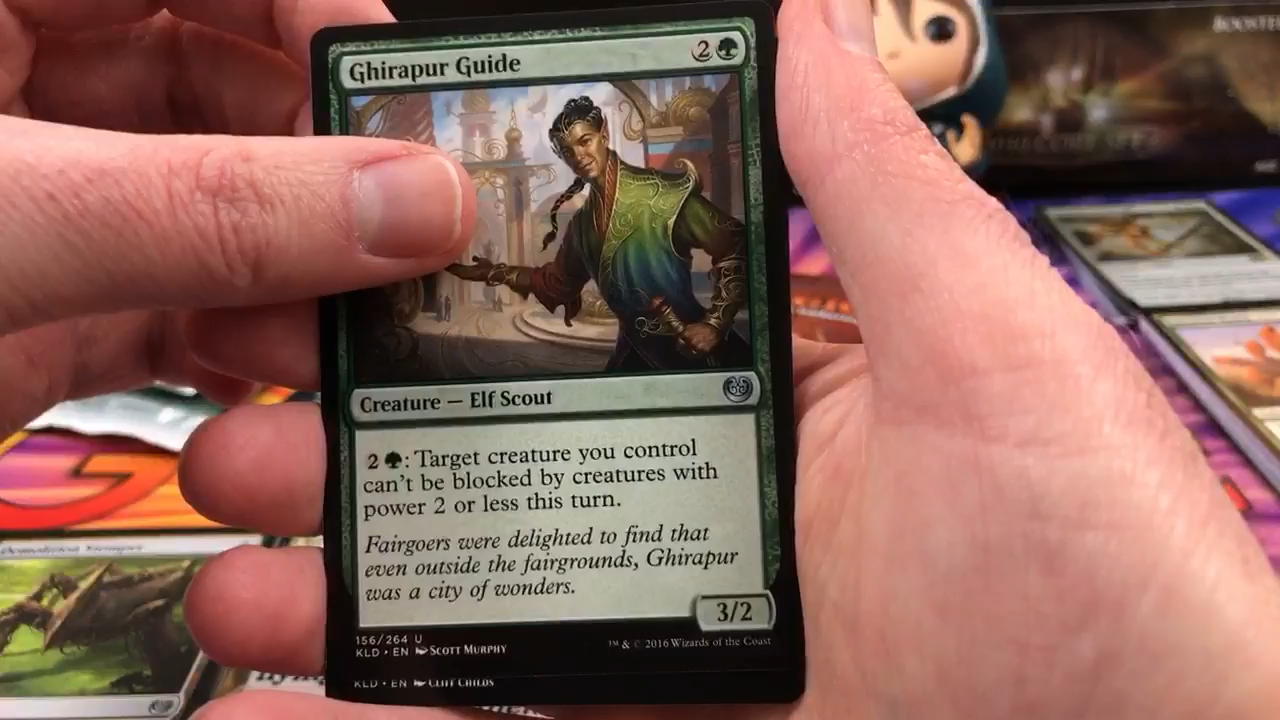 Ghirapur Guide
2
Creature — Elf Scout
2 : Target creature you control
can't be blocked by creatures with
power 2 or less this turn.
Fairgoers were delighted to find that
even outside the fairgrounds, Ghirapur
was a city of wonders.
3/2
156/264 U
KLD • EN Scott Murphy
™ & © 2016 Wizards of the Coast
KLD • EN Cliff Childs
BOOSTE